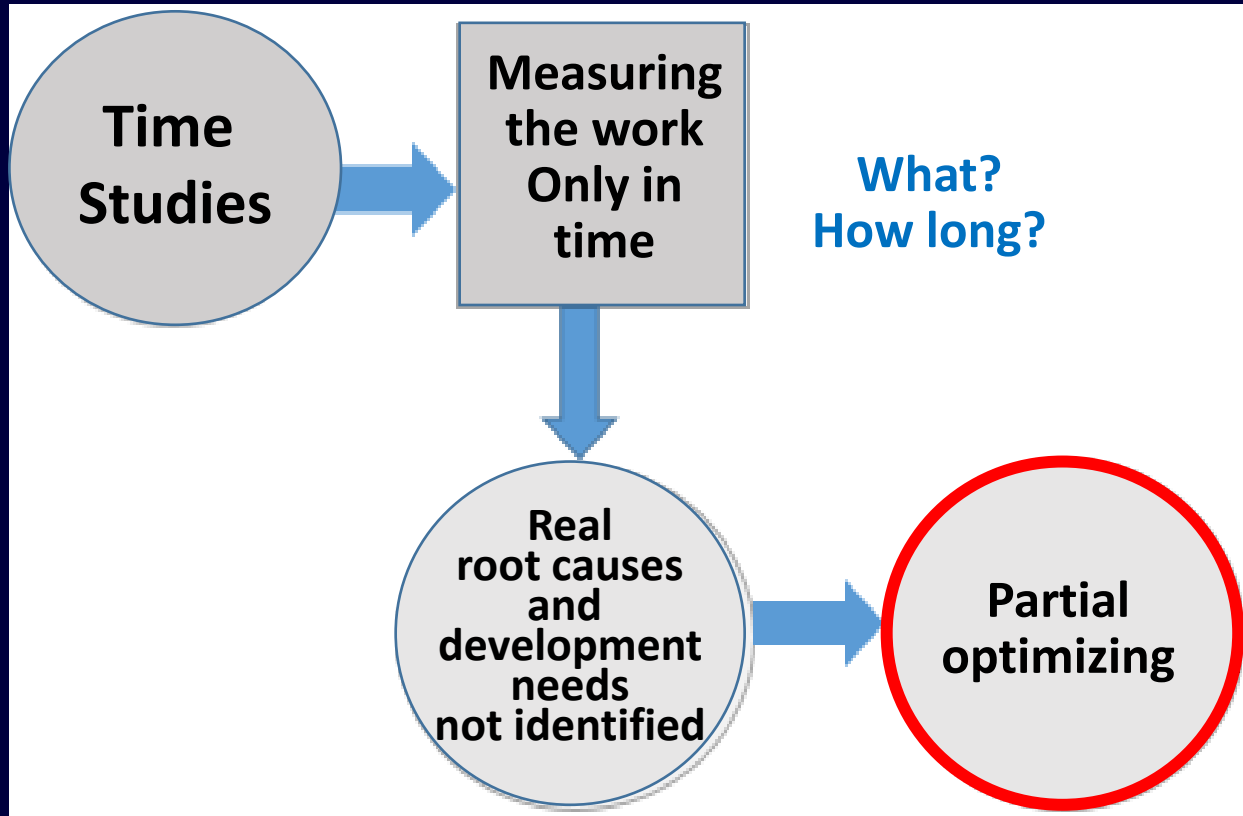 Time
Studies
Measuring
the work
Only in
time
What?
How long?
Real
root causes
and
development
needs
not identified
Partial
optimizing